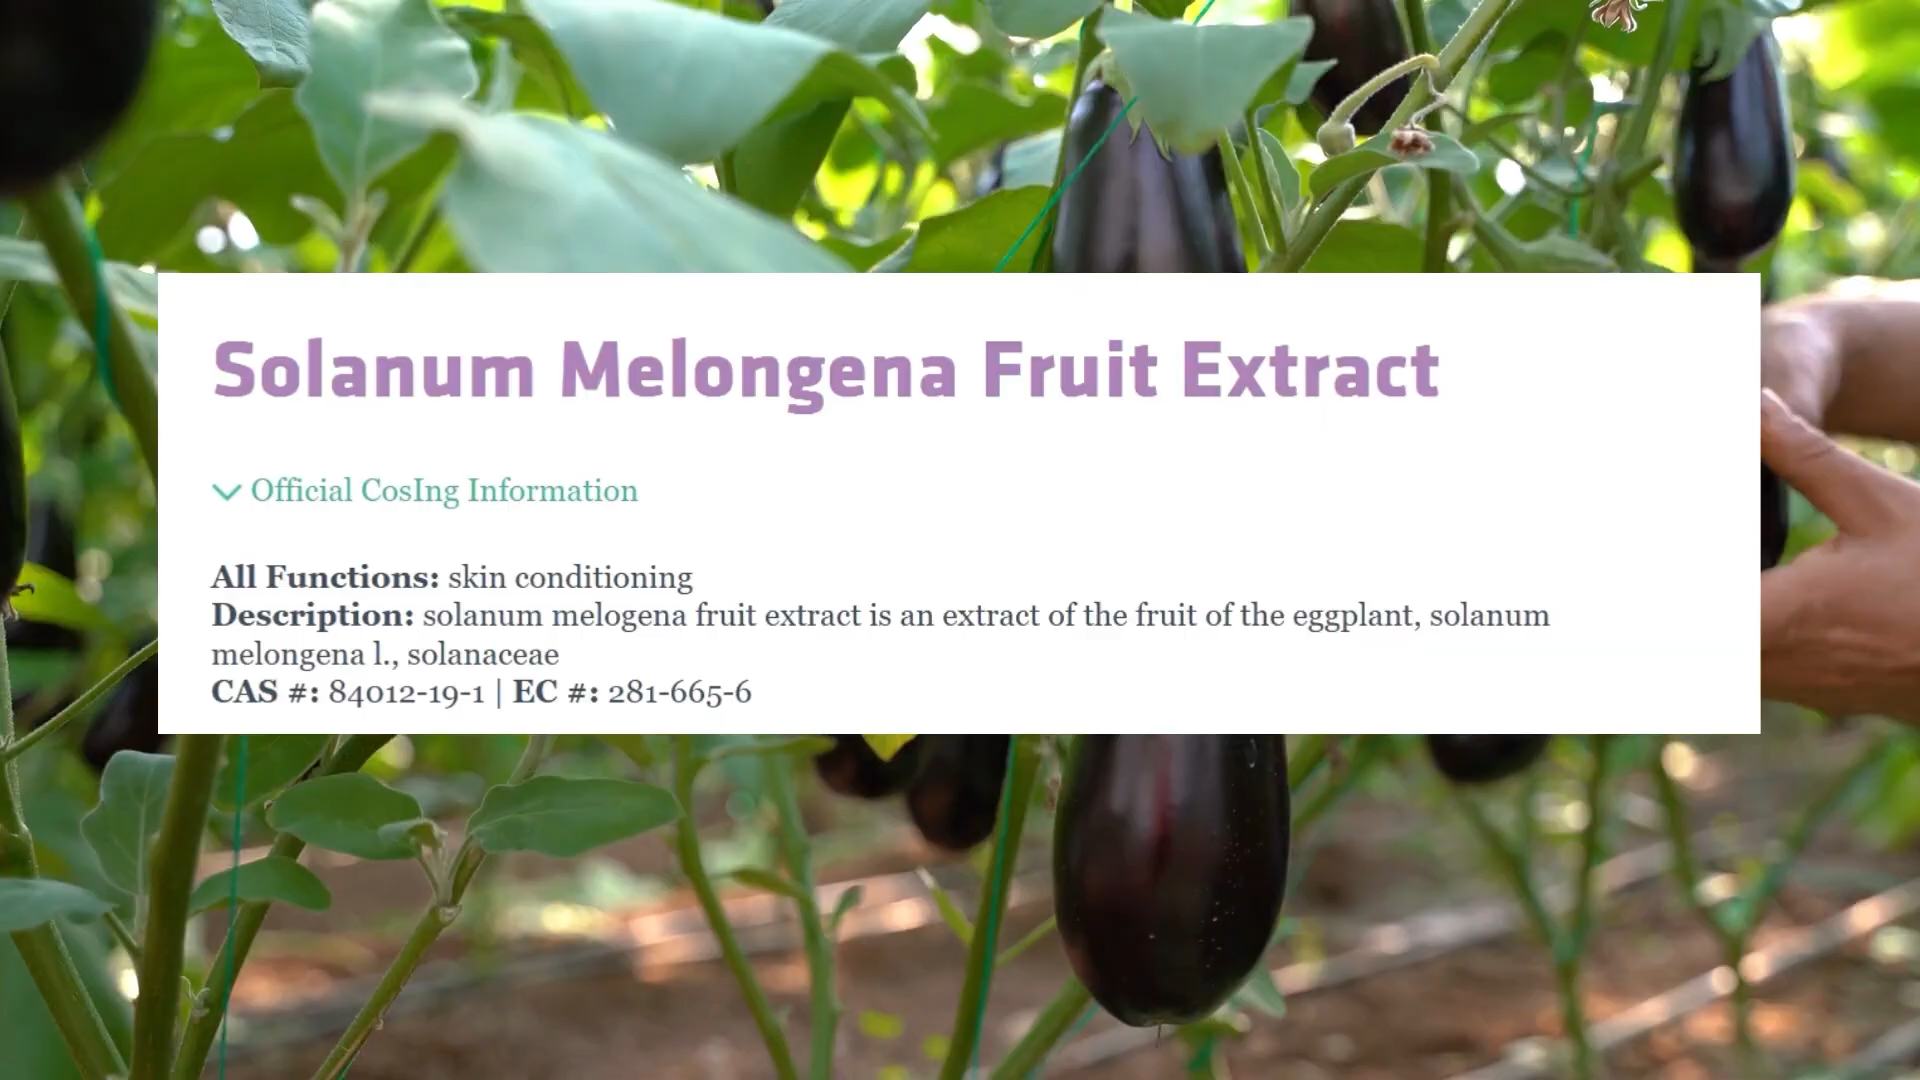 Solanum Melongena Fruit Extract
Official CosIng Information
All Functions: skin conditioning
Description: solanum melogena fruit extract is an extract of the fruit of the eggplant, solanum
melongena l., solanaceae
CAS #: 84012-19-1 | EC #: 281-665-6